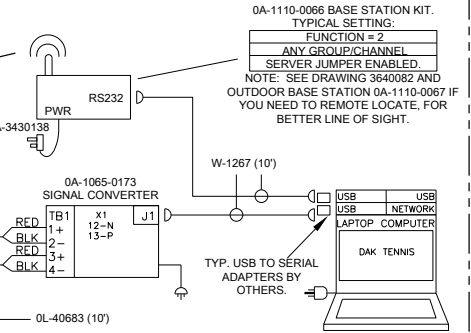 0A-1110-0066 BASE STATION KIT.
TYPICAL SETTING:
FUNCTION = 2
ANY GROUP/CHANNEL
SERVER JUMPER ENABLED.
NOTE: SEE DRAWING 3640082 AND
OUTDOOR BASE STATION 0A-1110-0067 IF
YOU NEED TO REMOTE LOCATE, FOR
BETTER LINE OF SIGHT.
RS232
PWR
-3430138
W-1267 (10')
0A-1065-0173
SIGNAL CONVERTER
TB1
1+
2-
3+
4-
X1
12-N
13-P
J1
RED
BLK
RED
BLK
USB USB
USB NETWORK
LAPTOP COMPUTER
DAK TENNIS
TYP. USB TO SERIAL
ADAPTERS BY
OTHERS.
0L-40683 (10')